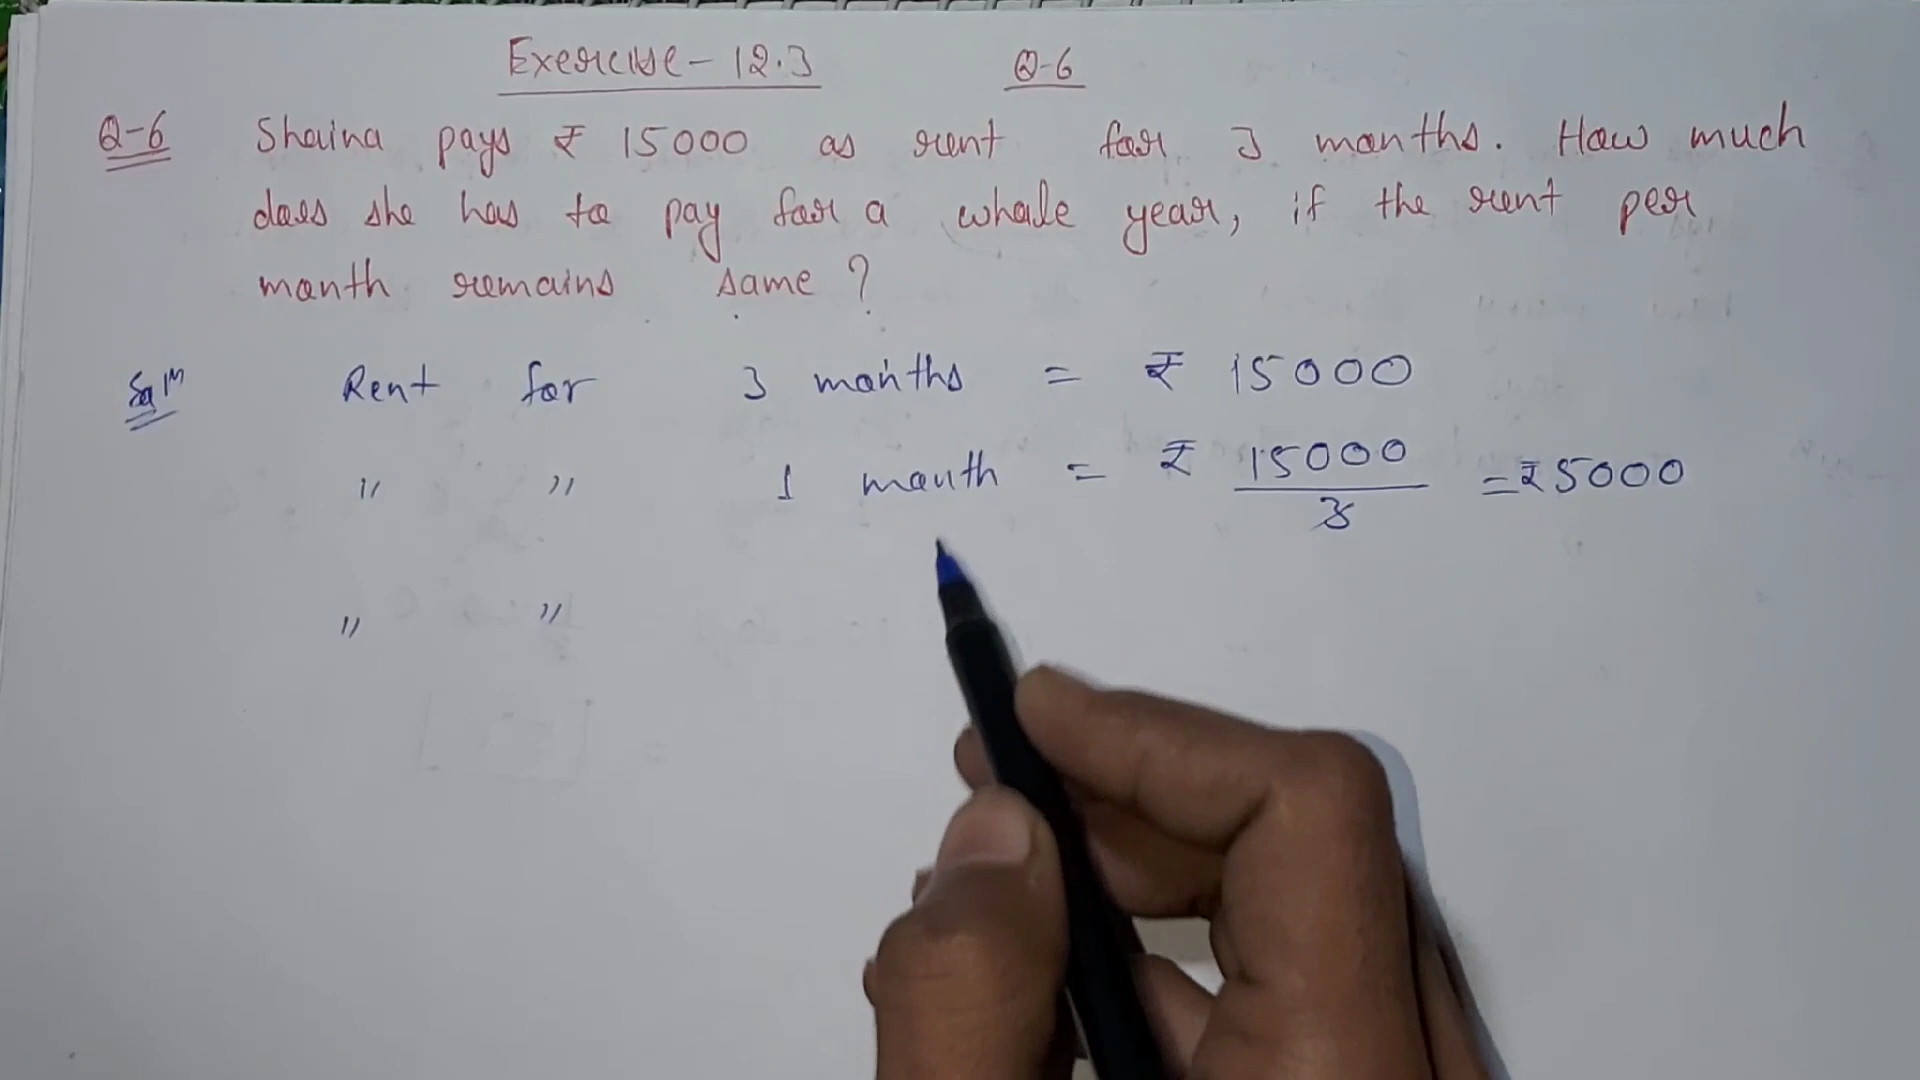 Exercise-12.3 Q-6
Q-6 Shaina pays ₹ 15000 as rent for 3 months. How much
does she has to pay for a whole year, if the rent per
month remains same ?
Solⁿ Rent for 3 months = ₹ 15000
" " 1 month = ₹ 15000/3 = ₹5000
" "